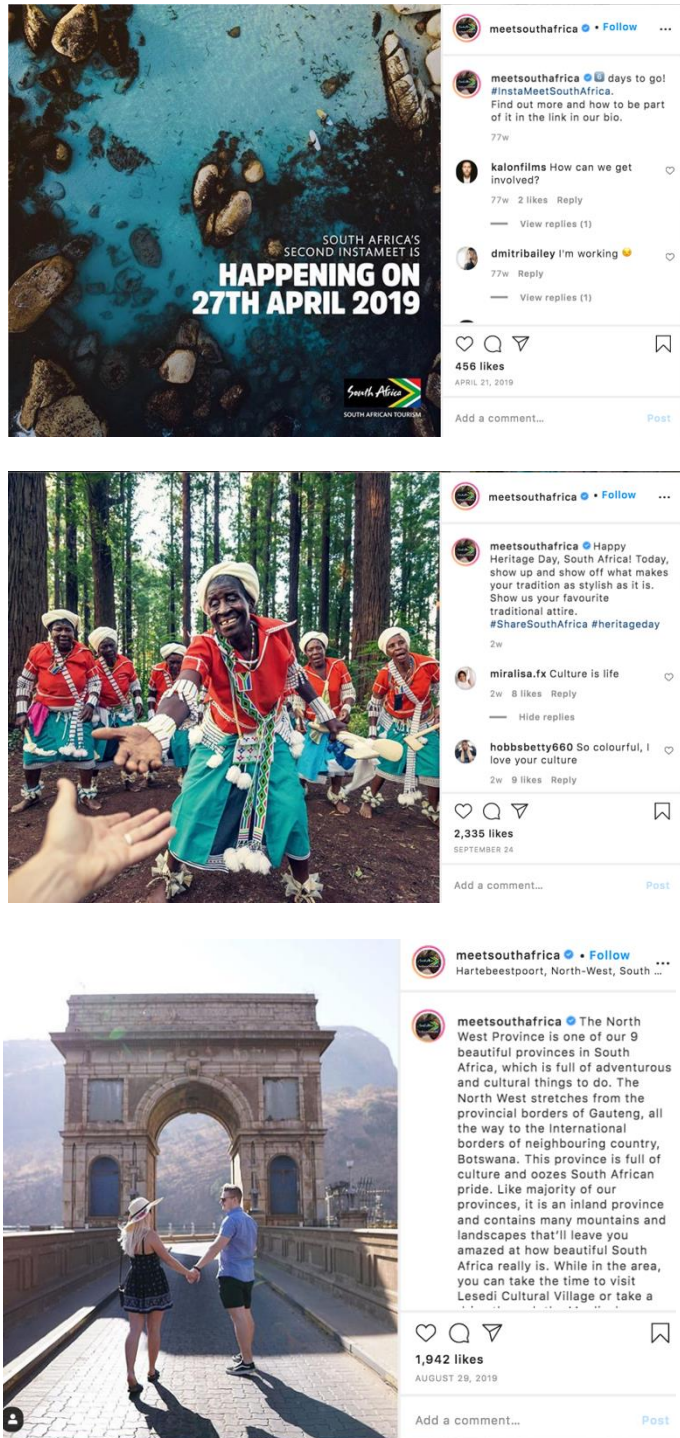 SOUTH AFRICA'S
SECOND INSTAMEET IS
HAPPENING ON
27TH APRIL 2019
South Africa
SOUTH AFRICAN TOURISM
meetsouthafrica • Follow
meetsouthafrica 6 days to go!
#InstaMeetSouthAfrica.
Find out more and how to be part
of it in the link in our bio.
77w
kalonfilms How can we get
involved?
77w 2 likes Reply
View replies (1)
dmitribailey I'm working
77w Reply
View replies (1)
456 likes
APRIL 21, 2019
Add a comment... Post
meetsouthafrica • Follow
meetsouthafrica Happy
Heritage Day, South Africa! Today,
show up and show off what makes
your tradition as stylish as it is.
Show us your favourite
traditional attire.
#ShareSouthAfrica #heritageday
2w
miralisa.fx Culture is life
2w 8 likes Reply
Hide replies
hobbsbetty660 So colourful, I
love your culture
2w 9 likes Reply
2,335 likes
SEPTEMBER 24
Add a comment... Post
meetsouthafrica • Follow
Hartebeestpoort, North-West, South ...
meetsouthafrica The North
West Province is one of our 9
beautiful provinces in South
Africa, which is full of adventurous
and cultural things to do. The
North West stretches from the
provincial borders of Gauteng, all
the way to the International
borders of neighbouring country,
Botswana. This province is full of
culture and oozes South African
pride. Like majority of our
provinces, it is an inland province
and contains many mountains and
landscapes that'll leave you
amazed at how beautiful South
Africa really is. While in the area,
you can take the time to visit
Lesedi Cultural Village or take a
1,942 likes
AUGUST 29, 2019
Add a comment... Post